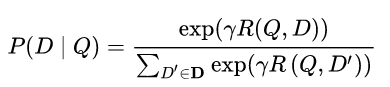 P(D | Q) = exp(γR(Q, D)) / ∑_{D′∈𝐃} exp(γR (Q, D′))